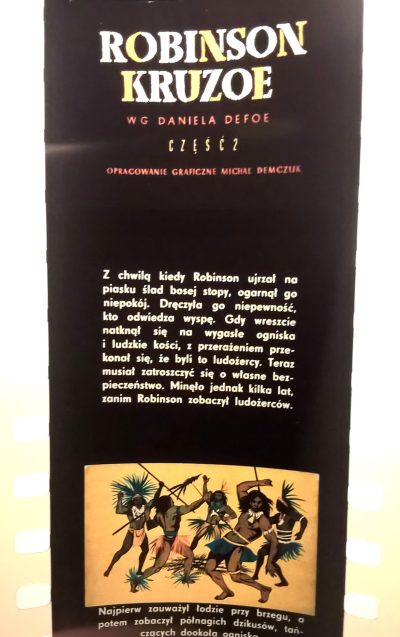 ROBINSON
KRUZOE
WG DANIELA DEFOE
CZĘŚĆ 2
OPRACOWANIE GRAFICZNE MICHAŁ DEMCZUK
Z chwilą kiedy Robinson ujrzał na
piasku ślad bosej stopy, ogarnął go
niepokój. Dręczyła go niepewność,
kto odwiedza wyspę. Gdy wreszcie
natknął się na wygasłe ogniska
i ludzkie kości, z przerażeniem prze-
konał się, że byli to ludożercy. Teraz
musiał zatroszczyć się o własne bez-
pieczeństwo. Minęło jednak kilka lat,
zanim Robinson zobaczył ludożerców.
Najpierw zauważył łodzie przy brzegu, a
potem zobaczył półnagich dzikusów, tań-
czących dookoła ogniska